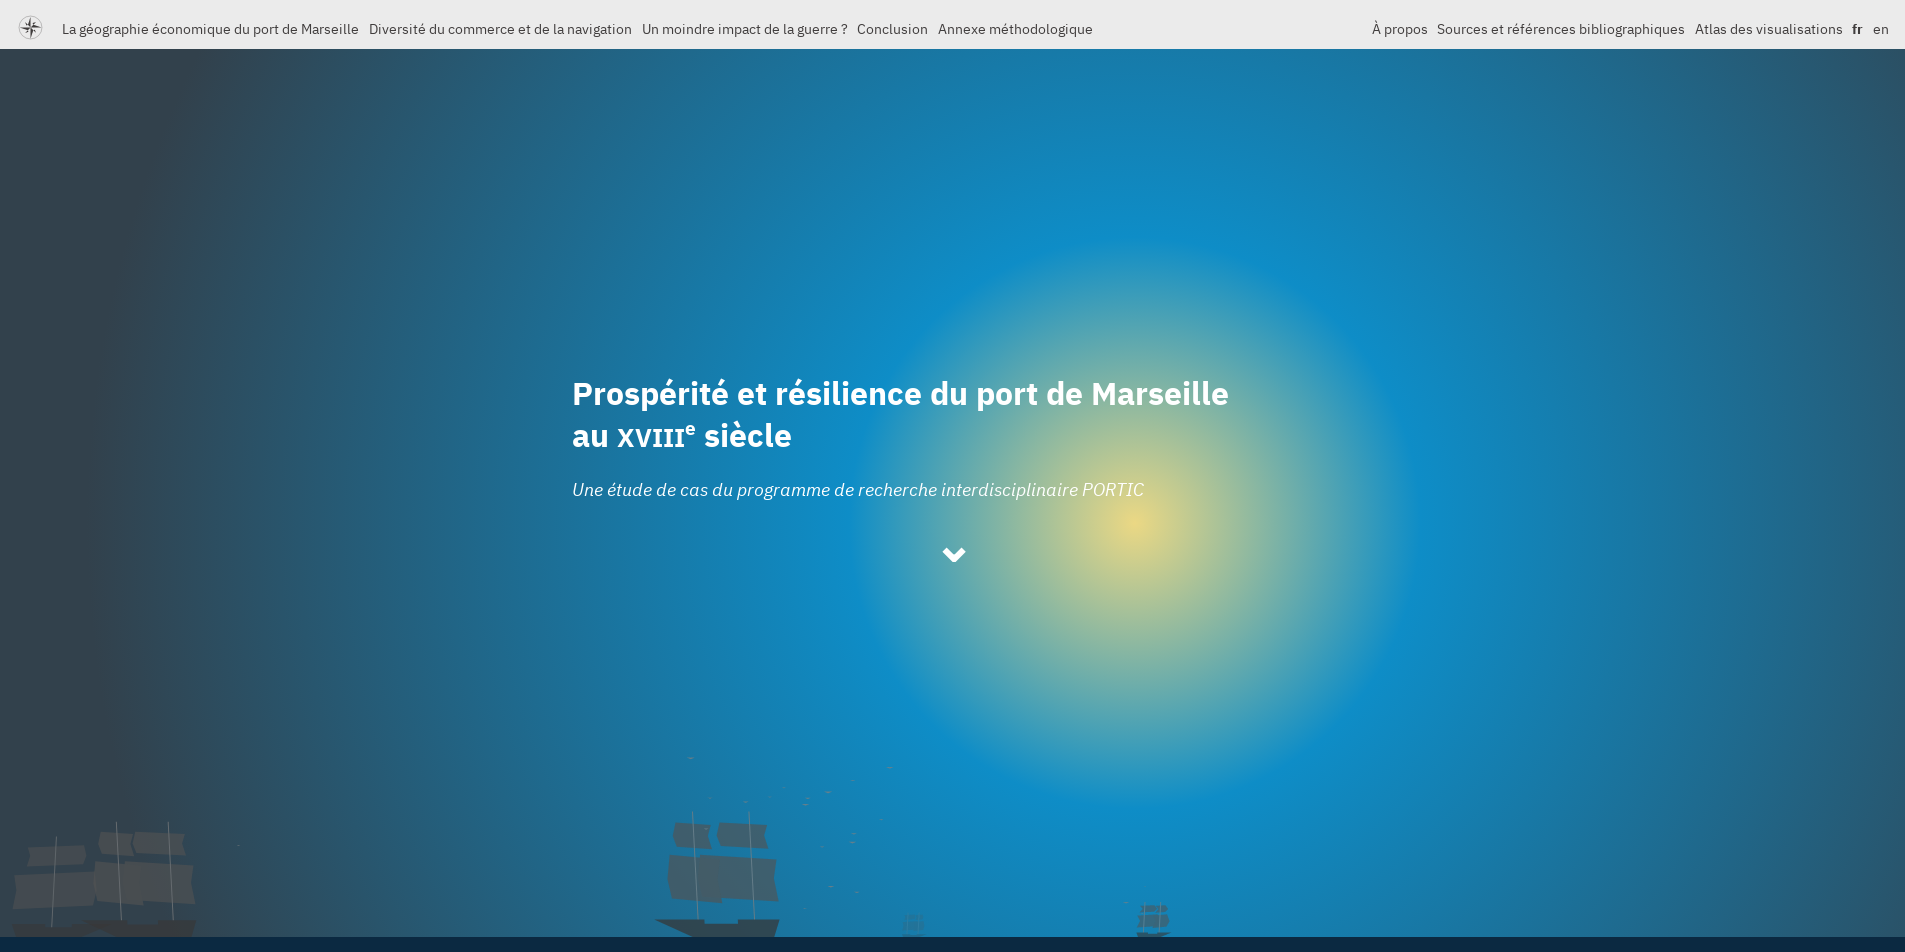 La géographie économique du port de Marseille Diversité du commerce et de la navigation Un moindre impact de la guerre ? Conclusion Annexe méthodologique À propos Sources et références bibliographiques Atlas des visualisations fr en
Prospérité et résilience du port de Marseille
au XVIIIe siècle
Une étude de cas du programme de recherche interdisciplinaire PORTIC